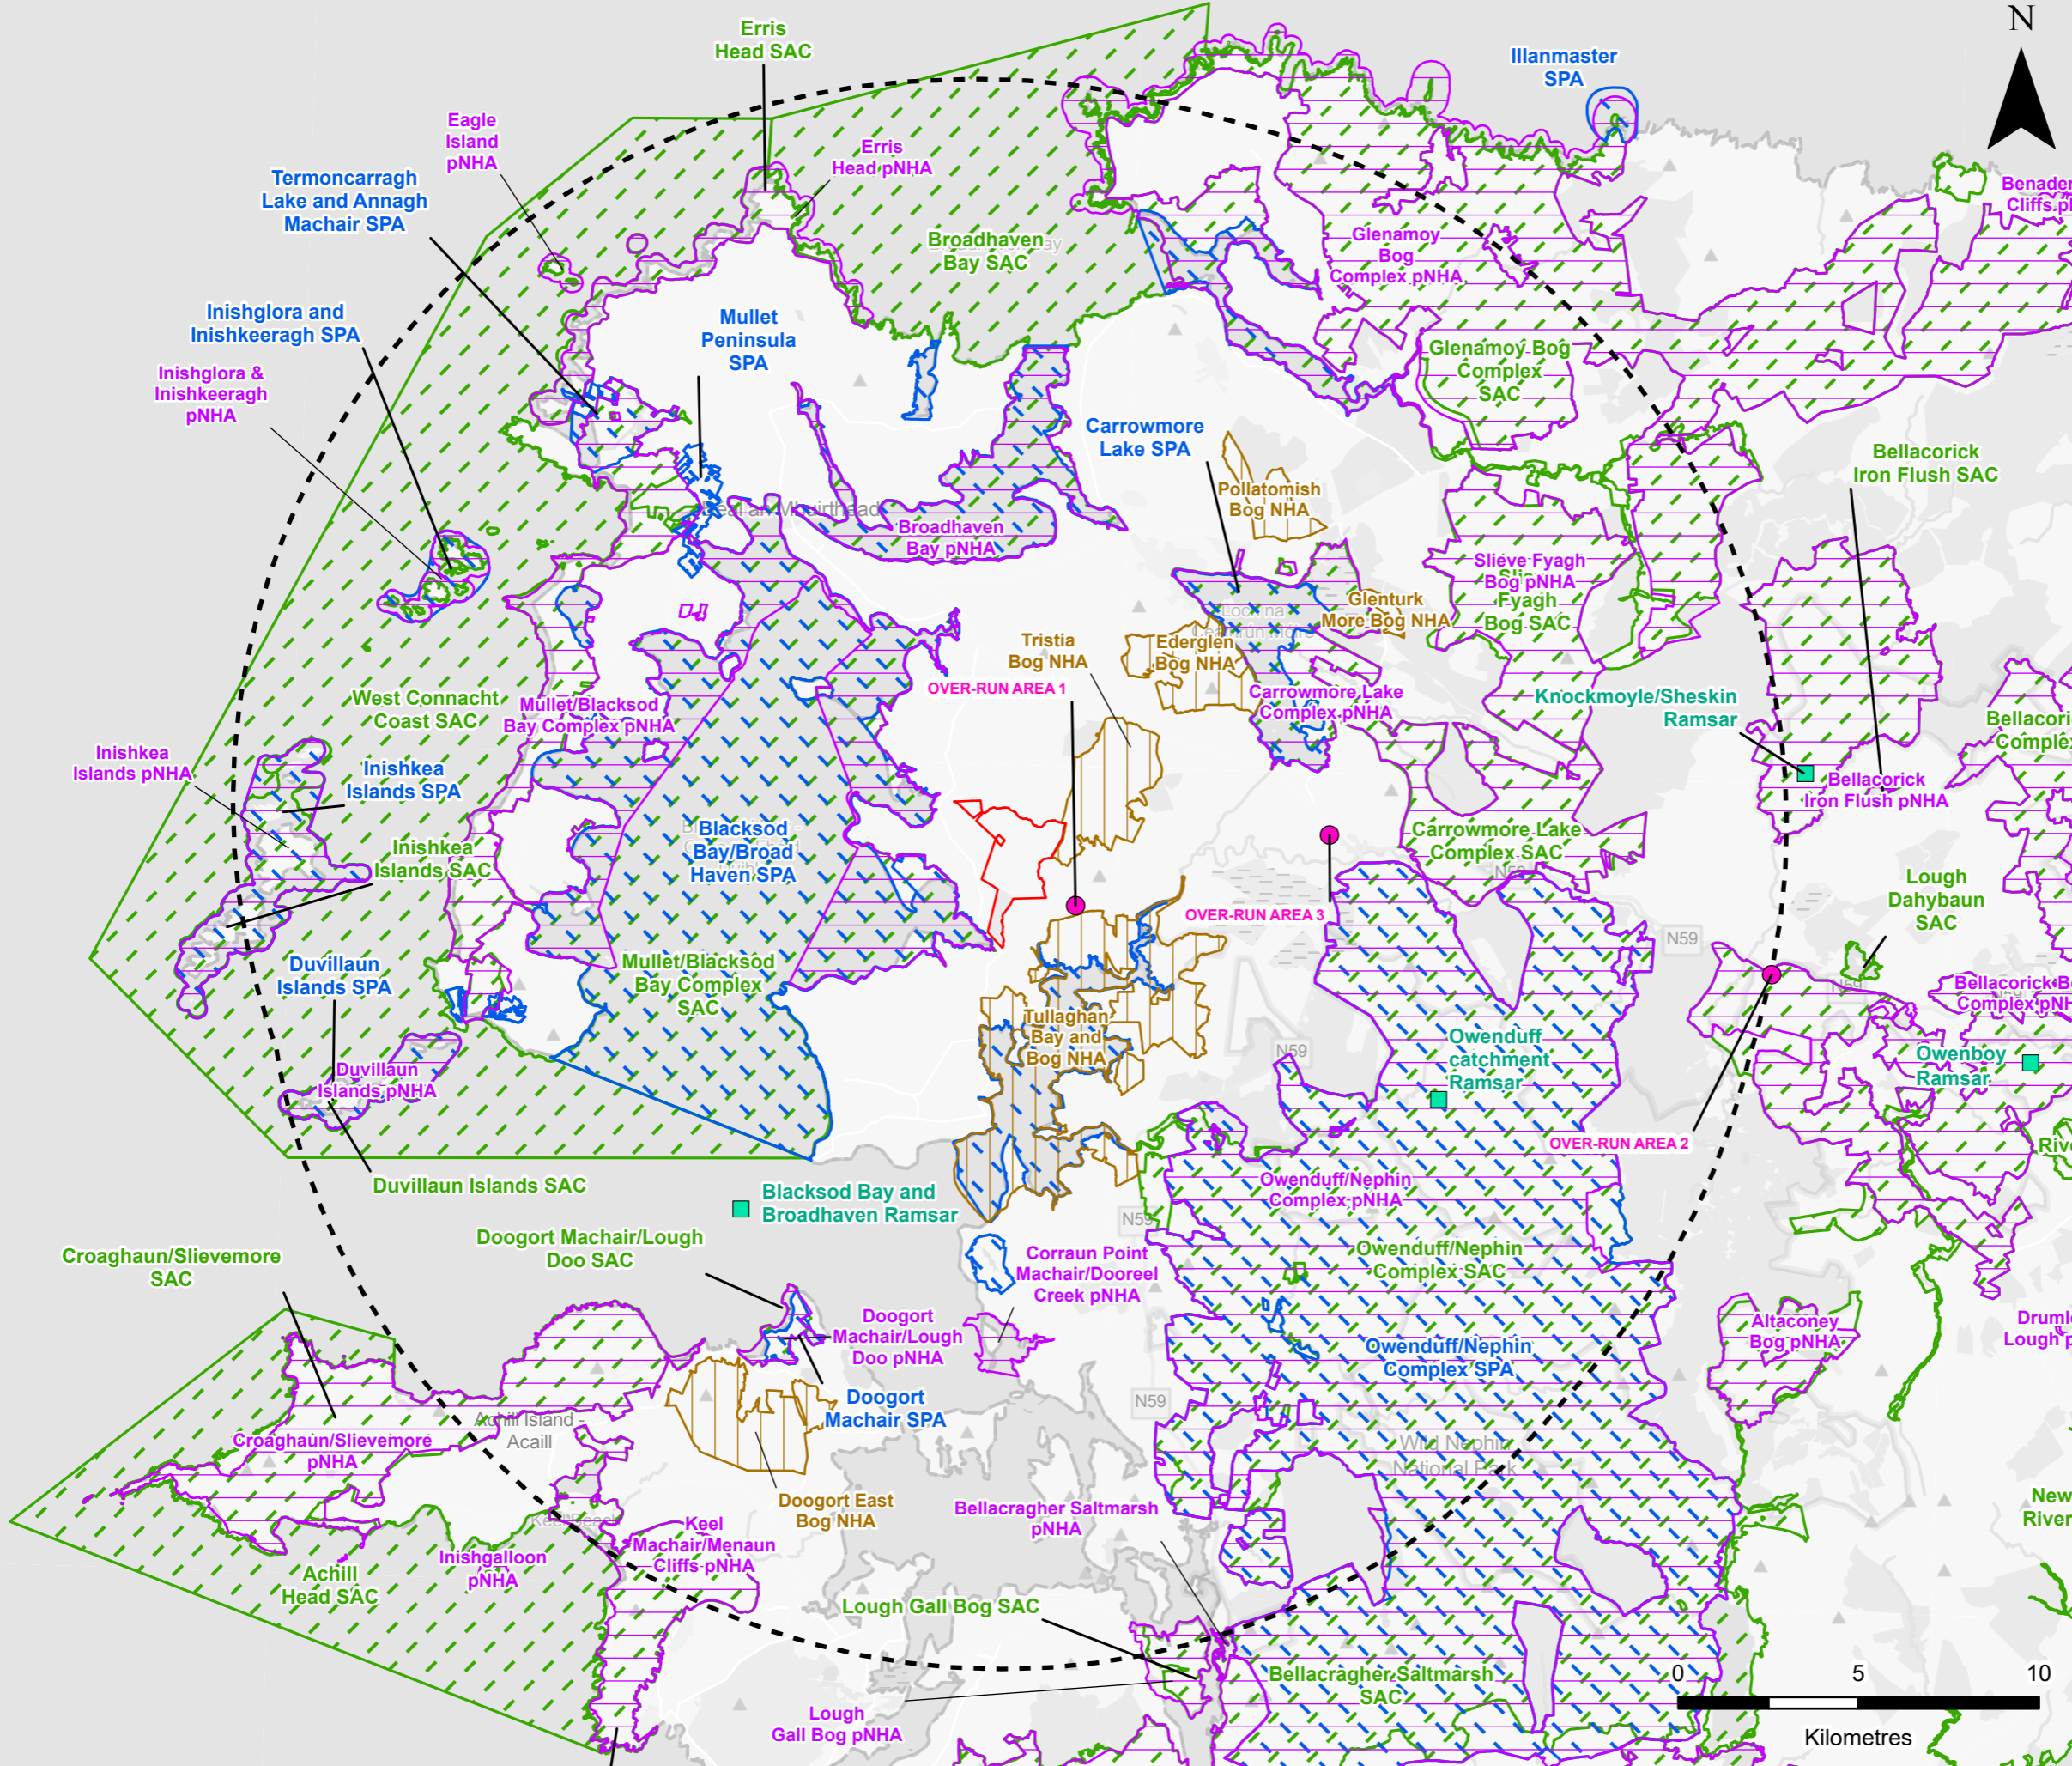 N
Erris
Head SAC
Illanmaster
SPA
Eagle
Island
pNHA
Erris
Head pNHA
Termoncarragh
Lake and Annagh
Machair SPA
Broadhaven
Bay SAC
Glenamoy
Bog
Complex pNHA
Inishglora and
Inishkeeragh SPA
Mullet
Peninsula
SPA
Inishglora &
Inishkeeragh
pNHA
Glenamoy Bog
Complex
SAC
Carrowmore
Lake SPA
Bellacorick
Iron Flush SAC
Pollatomish
Bog NHA
Broadhaven
Bay pNHA
Slieve Fyagh
Bog pNHA
Fyagh
Bog SAC
Glenturk
More Bog NHA
Tristia
Bog NHA
Ederglen
Bog NHA
OVER-RUN AREA 1
Carrowmore Lake
Complex pNHA
Knockmoyle/Sheskin
Ramsar
West Connacht
Coast SAC
Mullet/Blacksod
Bay Complex pNHA
Inishkea
Islands pNHA
Inishkea
Islands SPA
Bellacorick
Iron Flush pNHA
Blacksod
Bay/Broad
Haven SPA
Carrowmore Lake
Complex SAC
Inishkea
Islands SAC
Lough
Dahybaun
SAC
OVER-RUN AREA 3
N59
Duvillaun
Islands SPA
Mullet/Blacksod
Bay Complex
SAC
Tullaghan
Bay and
Bog NHA
N59
Owenduff
catchment
Ramsar
Owenboy
Ramsar
Duvillaun
Islands pNHA
OVER-RUN AREA 2
Duvillaun Islands SAC
Blacksod Bay and
Broadhaven Ramsar
Owenduff/Nephin
Complex pNHA
N59
Doogort Machair/Lough
Doo SAC
Croaghaun/Slievemore
SAC
Corraun Point
Machair/Dooreel
Creek pNHA
Owenduff/Nephin
Complex SAC
Doogort
Machair/Lough
Doo pNHA
Altaconey
Bog pNHA
Owenduff/Nephin
Complex SPA
Doogort
Machair SPA
N59
Achill Island -
Acaill
Croaghaun/Slievemore
pNHA
Wild Nephin
National Park
Doogort East
Bog NHA
Bellacragher Saltmarsh
pNHA
Keel
Machair/Menaun
Cliffs pNHA
Inishgalloon
pNHA
Achill
Head SAC
Lough Gall Bog SAC
Bellacragher Saltmarsh
SAC
Lough
Gall Bog pNHA
0 5 10
Kilometres